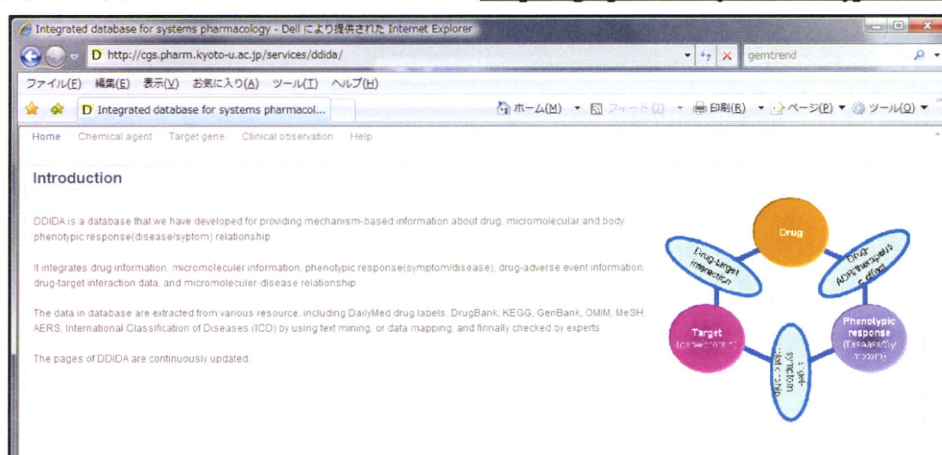 Integrated database for systems pharmacology - Dell により提供された Internet Explorer
http://cgs.pharm.kyoto-u.ac.jp/services/ddida/
gemtrend
ファイル(F) 編集(E) 表示(V) お気に入り(A) ツール(T) ヘルプ(H)
Integrated database for systems pharmacol...
ホーム(M) フィード(J) 印刷(R) ページ(P) ツール(O)
Home Chemical agent Target gene Clinical observation Help
Introduction
DDIDA is a database that we have developed for providing mechanism-based information about drug, micromolecular and body
phenotypic response(disease/syptom) relationship
It integrates drug information, micromoleculer information, phenotypic response(symptom/disease), drug-adverse event information,
drug-target interaction data, and micromoleculer-disease relationship
The data in database are extracted from various resource, including DailyMed drug labels, DrugBank, KEGG, GenBank, OMIM, MeSH,
AERS, International Classification of Diseases (ICD) by using text mining, or data mapping, and finnally checked by experts
The pages of DDIDA are continuously updated
Drug
Drug-target
interaction
Drug-
Target
Phenotypic
response
symptom